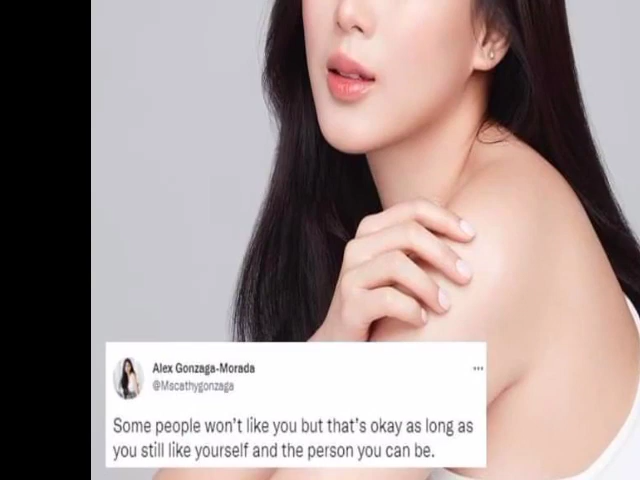 Alex Gonzaga-Morada
@Mscathygonzaga
Some people won't like you but that's okay as long as
you still like yourself and the person you can be.